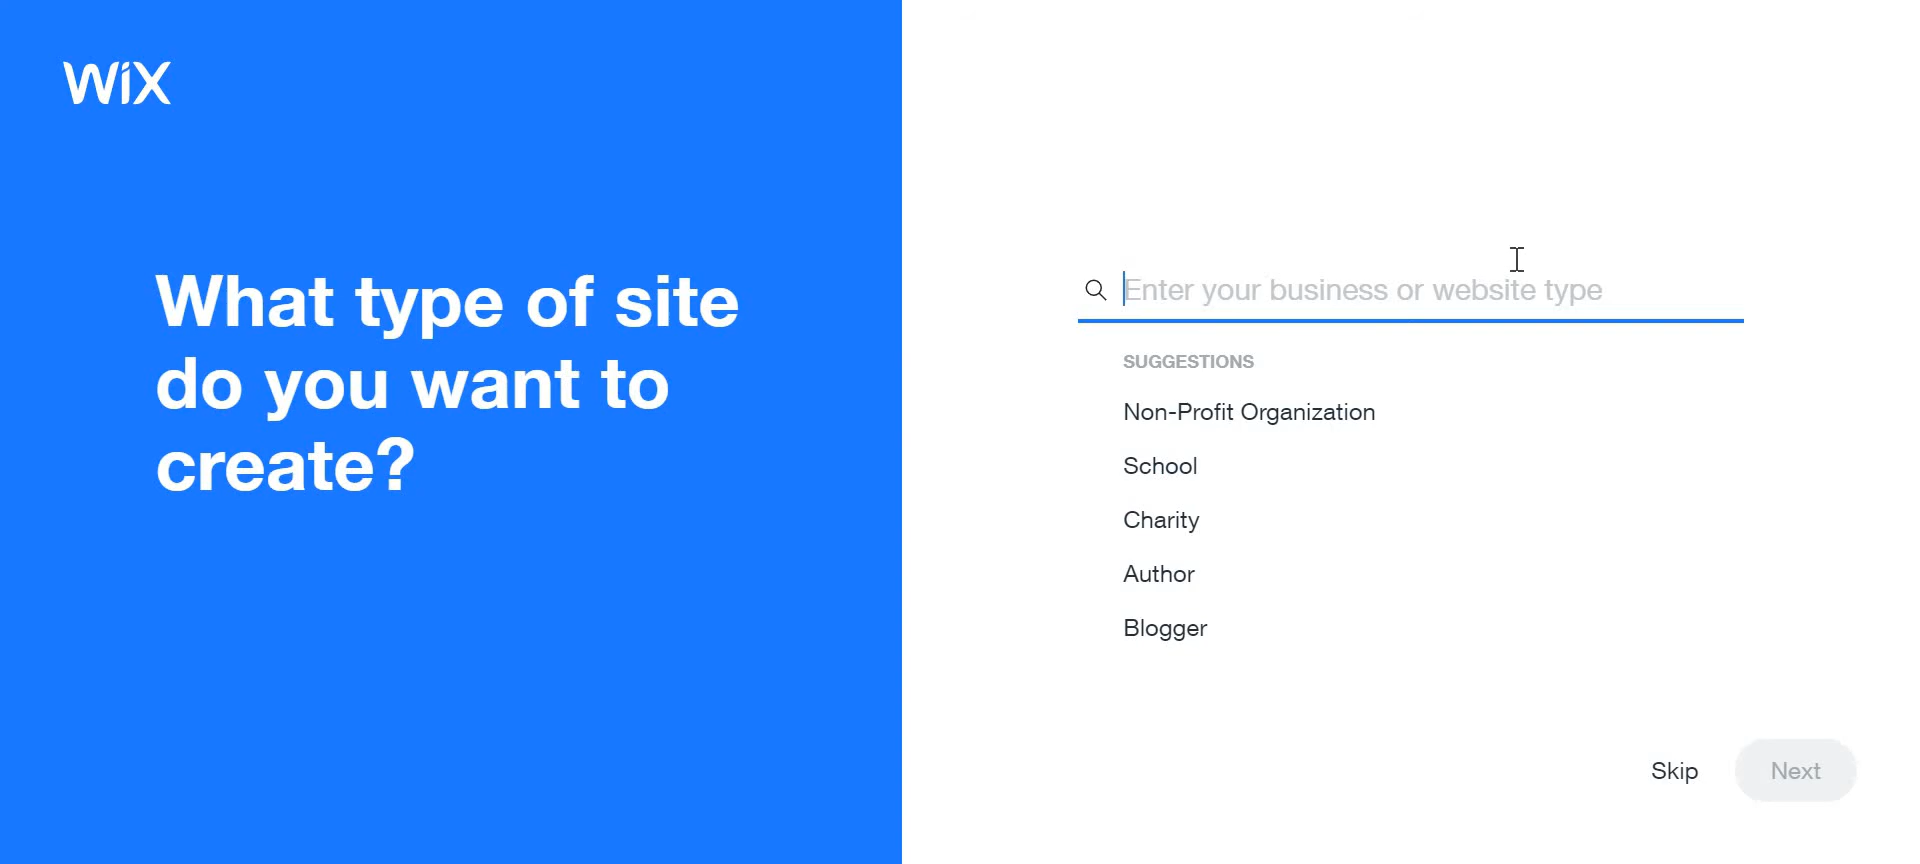 WiX
What type of site
do you want to
create?
Enter your business or website type
SUGGESTIONS
Non-Profit Organization
School
Charity
Author
Blogger
Skip
Next